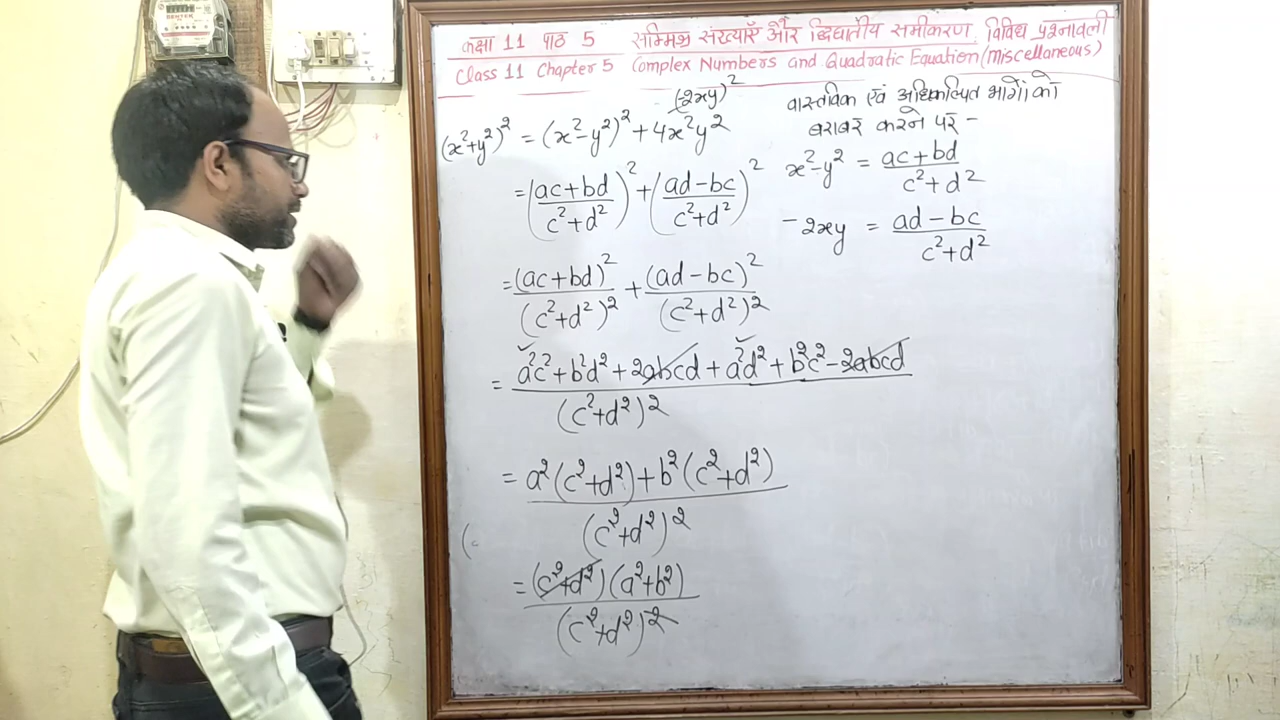 कक्षा 11 पाठ 5 सम्मिश्र संख्याएँ और द्विघातीय समीकरण, विविध प्रश्नावली
Class 11 Chapter 5 Complex Numbers and Quadratic Equation (Miscellaneous)
(2xy)²
(x²+y²)² = (x²-y²)² + 4x²y²
= ((ac+bd)/(c²+d²))² + ((ad-bc)/(c²+d²))²
= (ac+bd)²/(c²+d²)² + (ad-bc)²/(c²+d²)²
= (a²c²+b²d²+2abcd+a²d²+b²c²-2abcd)/(c²+d²)²
= (a²(c²+d²)+b²(c²+d²))/(c²+d²)²
= (c²+d²)(a²+b²)/(c²+d²)²
वास्तविक एवं अधिकल्पित भागों को
बराबर करने पर -
x²-y² = (ac+bd)/(c²+d²)
-2xy = (ad-bc)/(c²+d²)